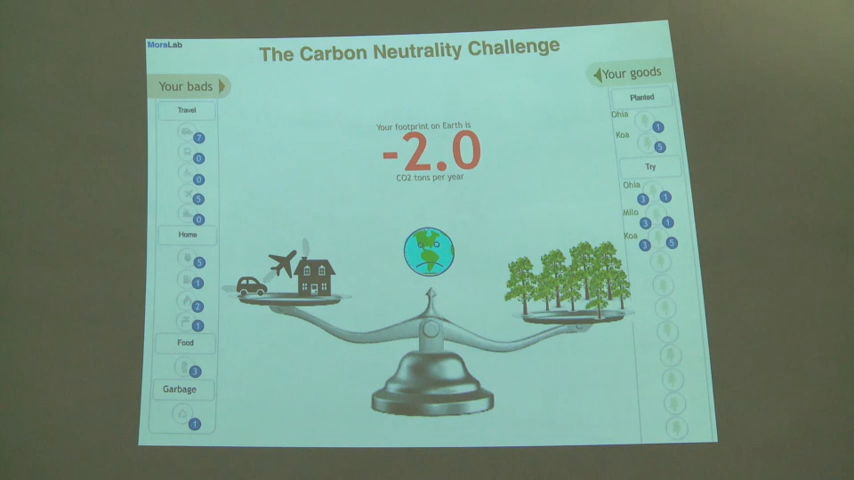 MoraLab
The Carbon Neutrality Challenge
Your bads
Your goods
Travel
7
0
0
5
0
Home
5
1
2
1
Food
3
Garbage
1
Your footprint on Earth is
-2.0
CO2 tons per year
Planted
Ohia
1
Koa
5
Try
Ohia
3 1
Milo
3 1
Koa
3 5